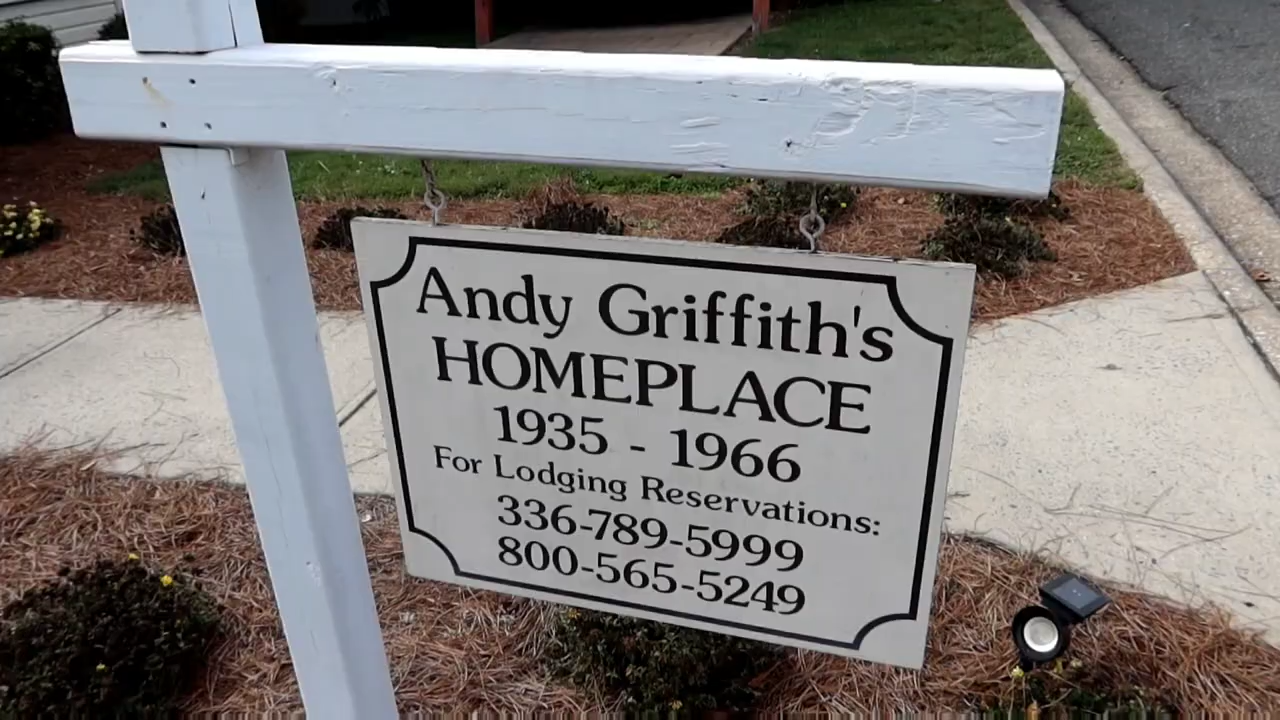 Andy Griffith's
HOMEPLACE
1935 - 1966
For Lodging Reservations:
336-789-5999
800-565-5249